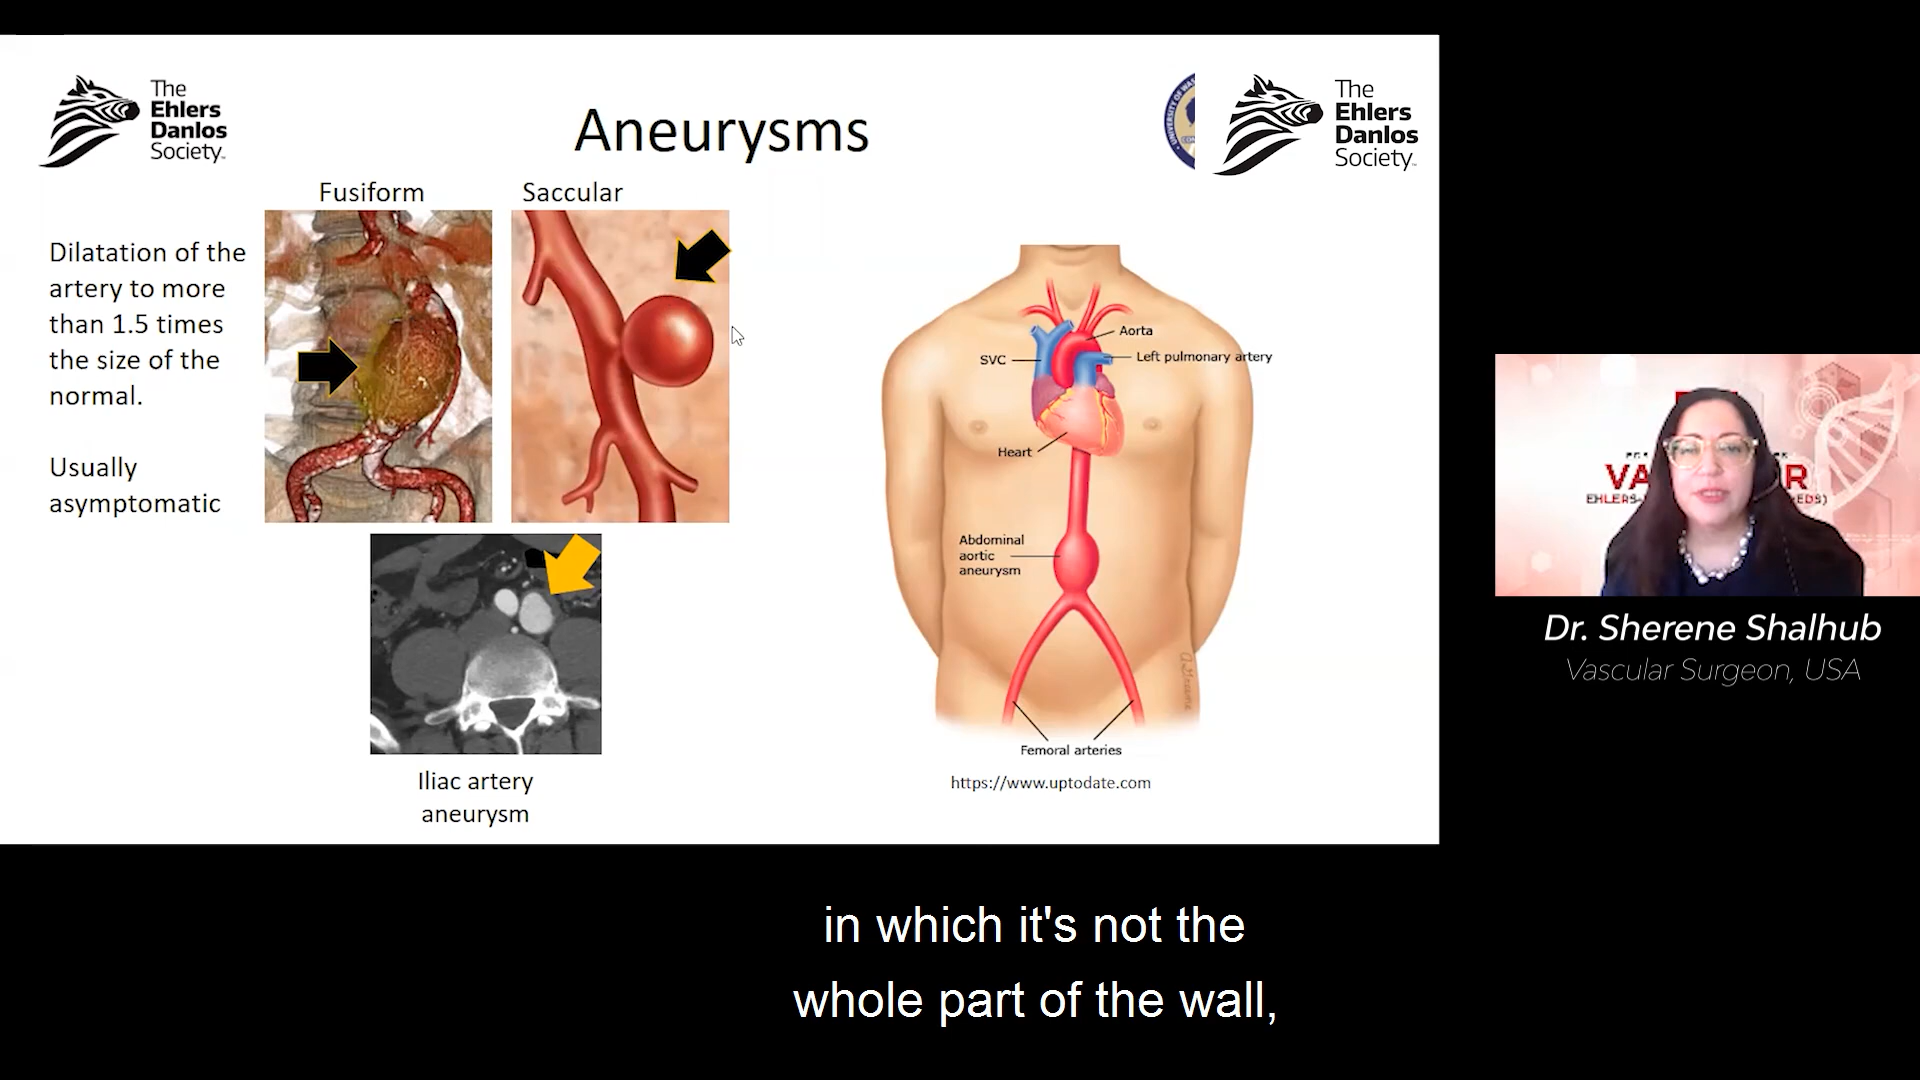 The
Ehlers
Danlos
Society
Aneurysms
The
Ehlers
Danlos
Society
Fusiform
Saccular
Dilatation of the
artery to more
than 1.5 times
the size of the
normal.
Usually
asymptomatic
Iliac artery
aneurysm
Aorta
SVC
Left pulmonary artery
Heart
Abdominal
aortic
aneurysm
Femoral arteries
https://www.uptodate.com
Dr. Sherene Shalhub
Vascular Surgeon, USA
in which it's not the
whole part of the wall,